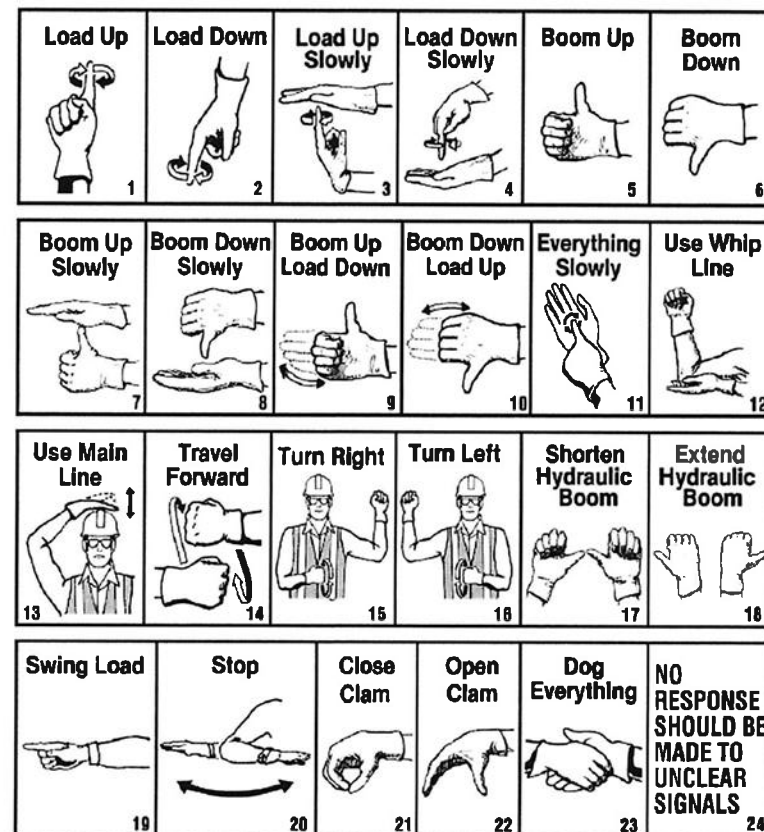 Load Up
1
Load Down
2
Load Up
Slowly
3
Load Down
Slowly
4
Boom Up
5
Boom
Down
6
Boom Up
Slowly
7
Boom Down
Slowly
8
Boom Up
Load Down
9
Boom Down
Load Up
10
Everything
Slowly
11
Use Whip
Line
12
Use Main
Line
13
Travel
Forward
14
Turn Right
15
Turn Left
16
Shorten
Hydraulic
Boom
17
Extend
Hydraulic
Boom
18
Swing Load
19
Stop
20
Close
Clam
21
Open
Clam
22
Dog
Everything
23
NO
RESPONSE
SHOULD BE
MADE TO
UNCLEAR
SIGNALS
24